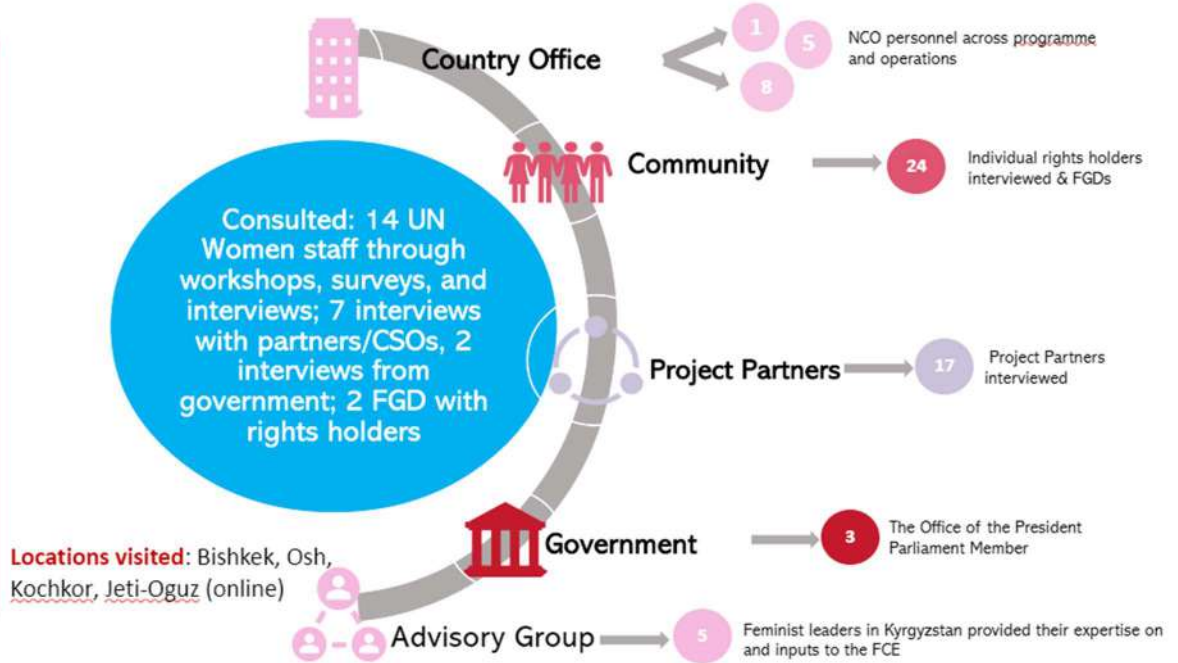 Country Office
1
5
8
NCO personnel across programme
and operations
Community
24
Individual rights holders
interviewed & FGDs
Consulted: 14 UN
Women staff through
workshops, surveys, and
interviews; 7 interviews
with partners/CSOs, 2
interviews from
government; 2 FGD with
rights holders
Project Partners
17
Project Partners
interviewed
Government
3
The Office of the President
Parliament Member
Locations visited: Bishkek, Osh,
Kochkor, Jeti-Oguz (online)
Advisory Group
5
Feminist leaders in Kyrgyzstan provided their expertise on
and inputs to the FCE